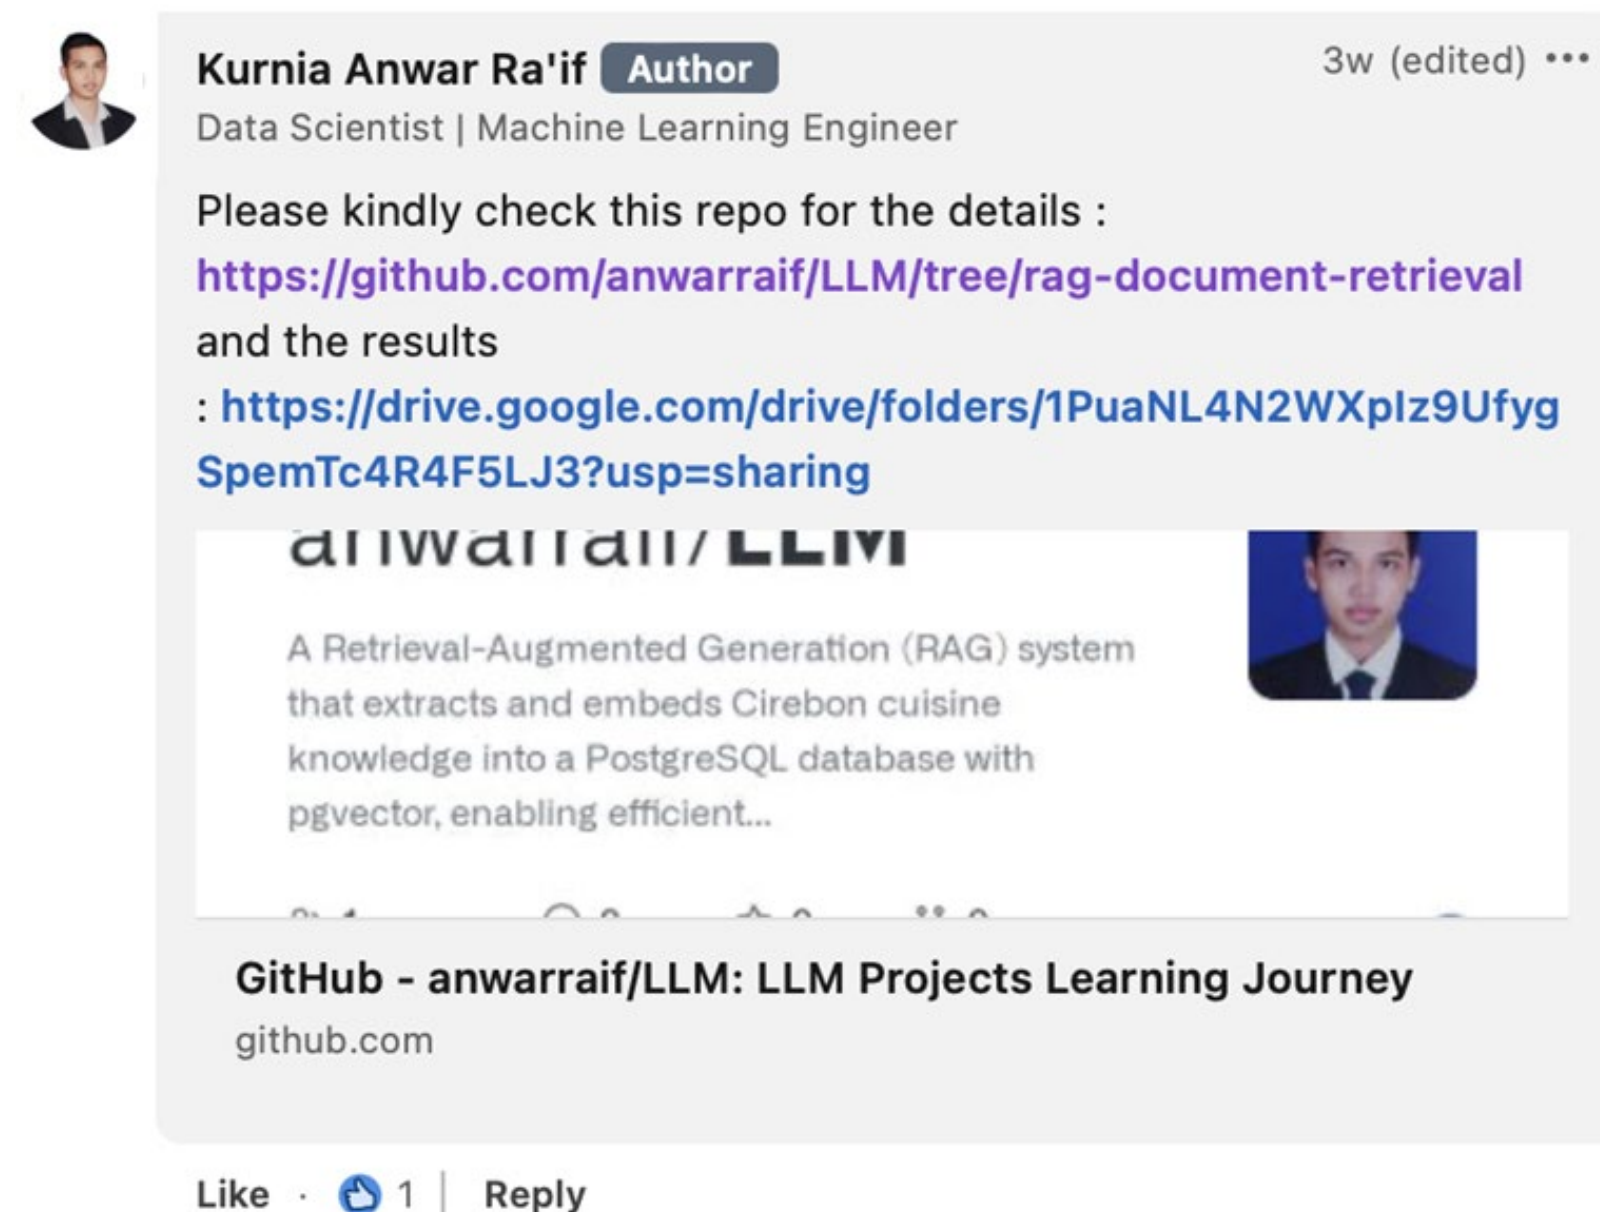 Kurnia Anwar Ra'if Author
3w (edited)
Data Scientist | Machine Learning Engineer
Please kindly check this repo for the details :
https://github.com/anwarraif/LLM/tree/rag-document-retrieval
and the results
: https://drive.google.com/drive/folders/1PuaNL4N2WXpIz9Ufyg
SpemTc4R4F5LJ3?usp=sharing
anwarraif/LLM
A Retrieval-Augmented Generation (RAG) system
that extracts and embeds Cirebon cuisine
knowledge into a PostgreSQL database with
pgvector, enabling efficient...
GitHub - anwarraif/LLM: LLM Projects Learning Journey
github.com
Like · 1 | Reply